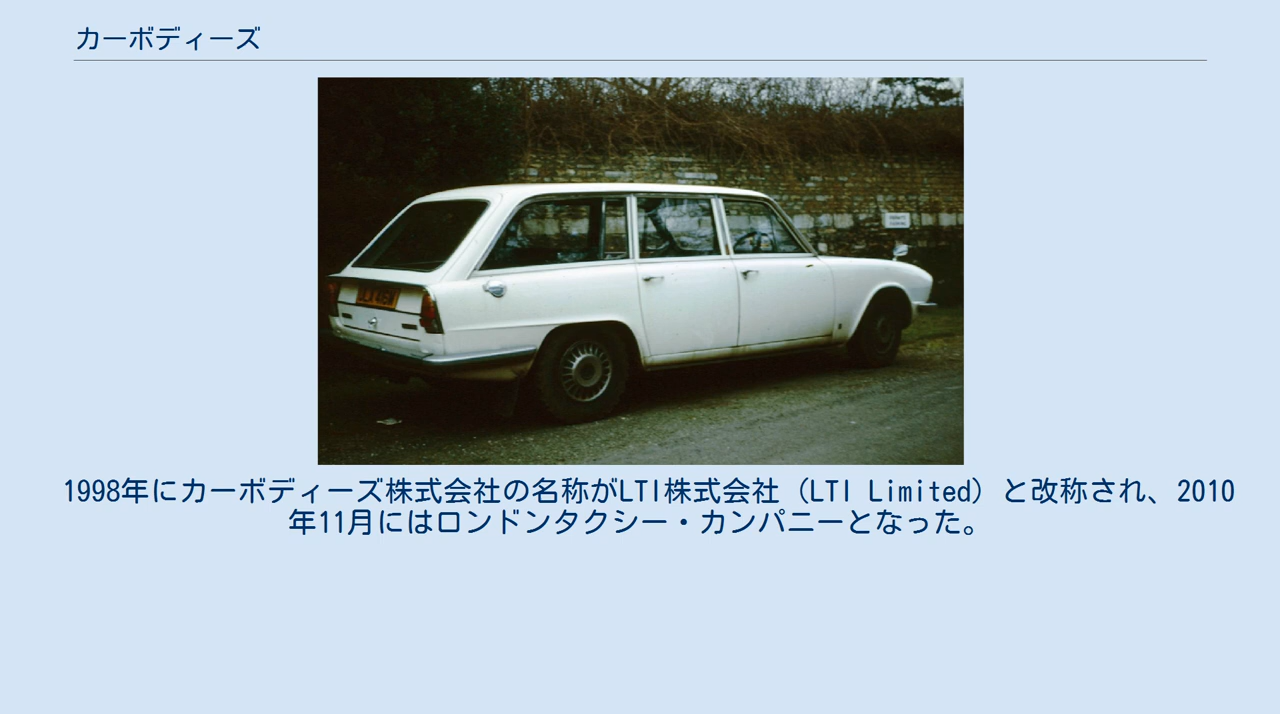 カーボディーズ
1998年にカーボディーズ株式会社の名称がLTI株式会社（LTI Limited）と改称され、2010
年11月にはロンドンタクシー・カンパニーとなった。